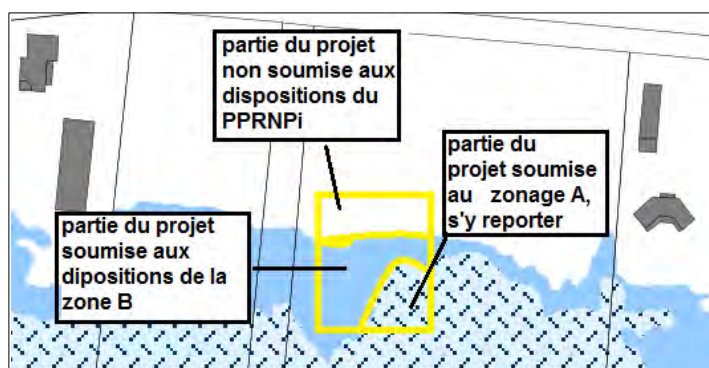 partie du projet
non soumise aux
dispositions du
PPRNPi
partie du
projet soumise
au zonage A,
s'y reporter
partie du projet
soumise aux
dipositions de la
zone B